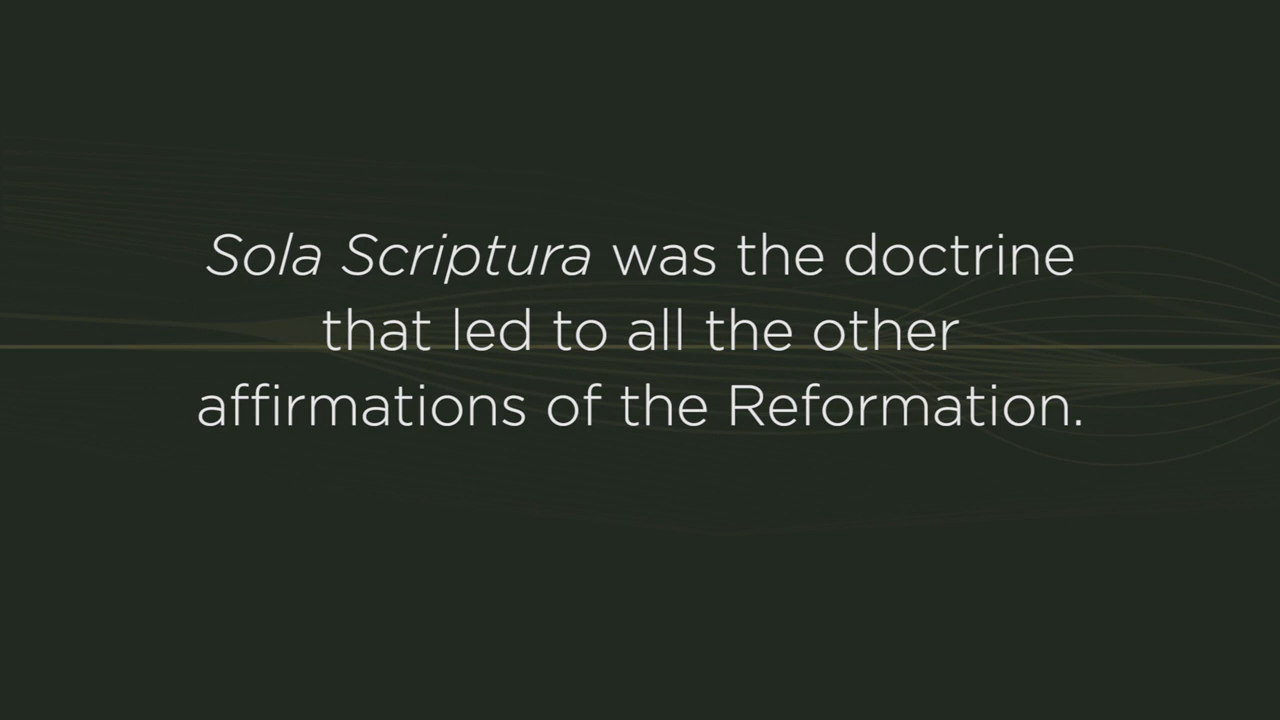 Sola Scriptura was the doctrine
that led to all the other
affirmations of the Reformation.